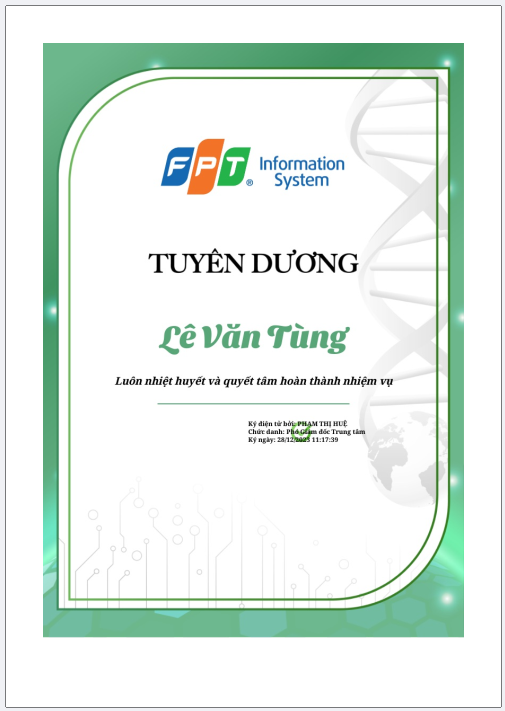 FPT® Information
System
TUYÊN DƯƠNG
Lê Văn Tùng
Luôn nhiệt huyết và quyết tâm hoàn thành nhiệm vụ
Ký điện tử bởi: PHẠM THỊ HUỆ
Chức danh: Phó Giám đốc Trung tâm
Ký ngày: 28/12/2023 11:17:39